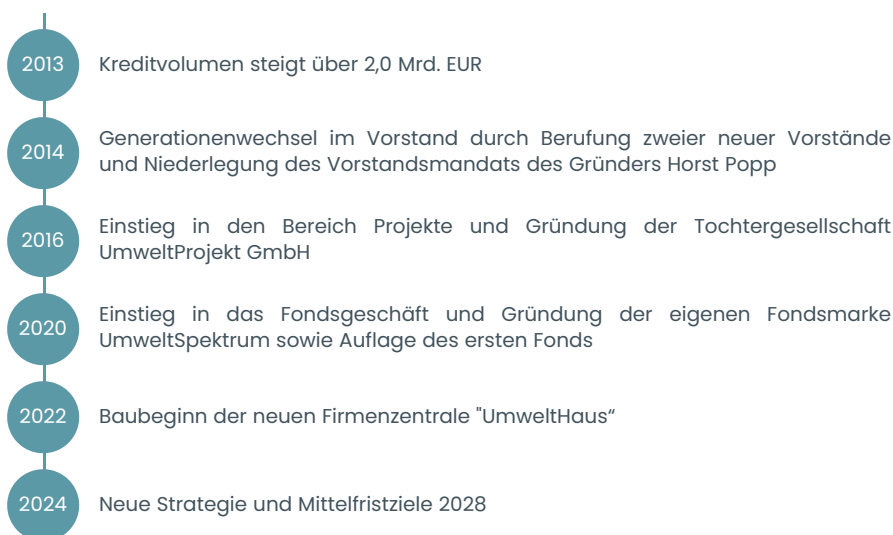 2013 Kreditvolumen steigt über 2,0 Mrd. EUR
2014 Generationenwechsel im Vorstand durch Berufung zweier neuer Vorstände
und Niederlegung des Vorstandsmandats des Gründers Horst Popp
2016 Einstieg in den Bereich Projekte und Gründung der Tochtergesellschaft
UmweltProjekt GmbH
2020 Einstieg in das Fondsgeschäft und Gründung der eigenen Fondsmarke
UmweltSpektrum sowie Auflage des ersten Fonds
2022 Baubeginn der neuen Firmenzentrale "UmweltHaus“
2024 Neue Strategie und Mittelfristziele 2028